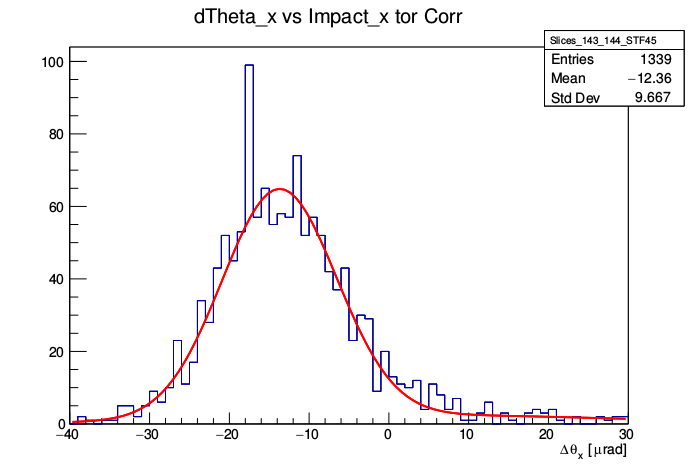 dTheta_x vs Impact_x tor Corr
Slices_143_144_STF45
Entries 1339
Mean −12.36
Std Dev 9.667
100
80
60
40
20
0
−40 −30 −20 −10 0 10 20 30
Δθx [μrad]